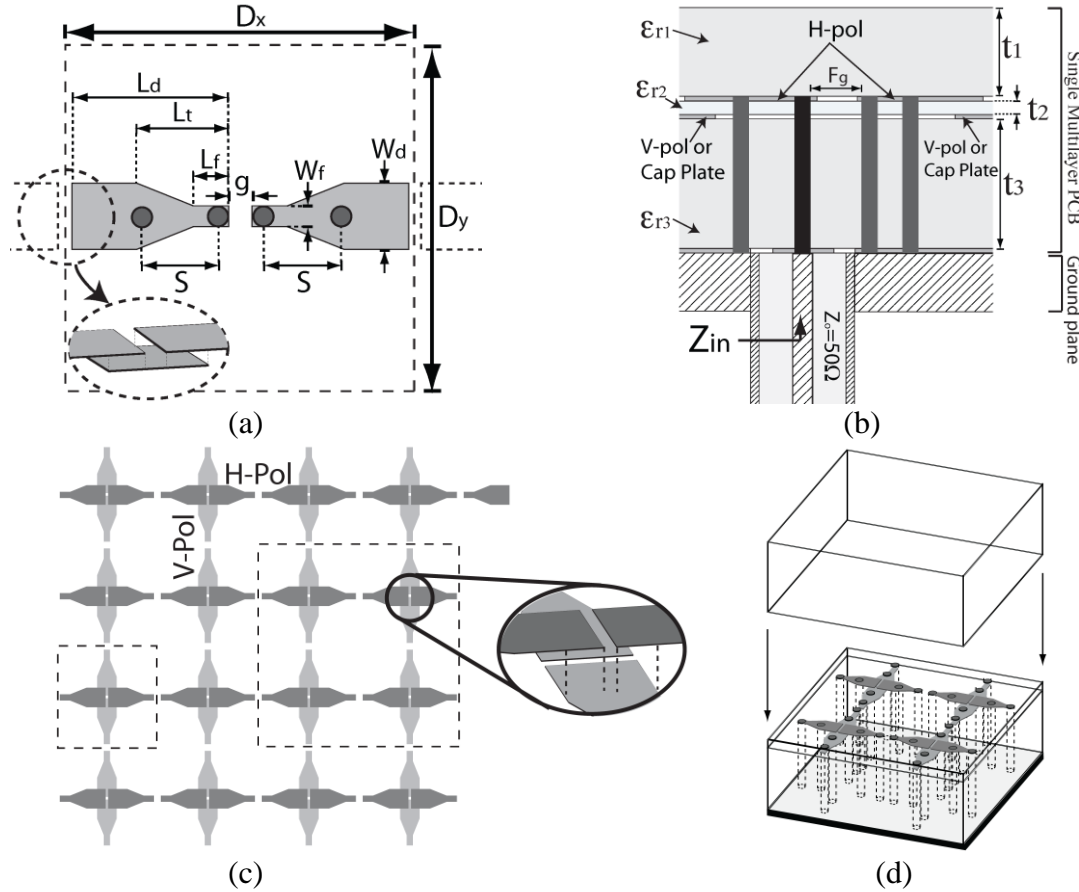 Dx
Ld
Lt
Lf
g
Wf
Wd
Dy
S
S
(a)
εr1
H-pol
Fg
t1
εr2
t2
V-pol or
Cap Plate
V-pol or
Cap Plate
t3
εr3
Single Multilayer PCB
Ground plane
Zin
Zo=50Ω
(b)
H-Pol
V-Pol
(c)
(d)